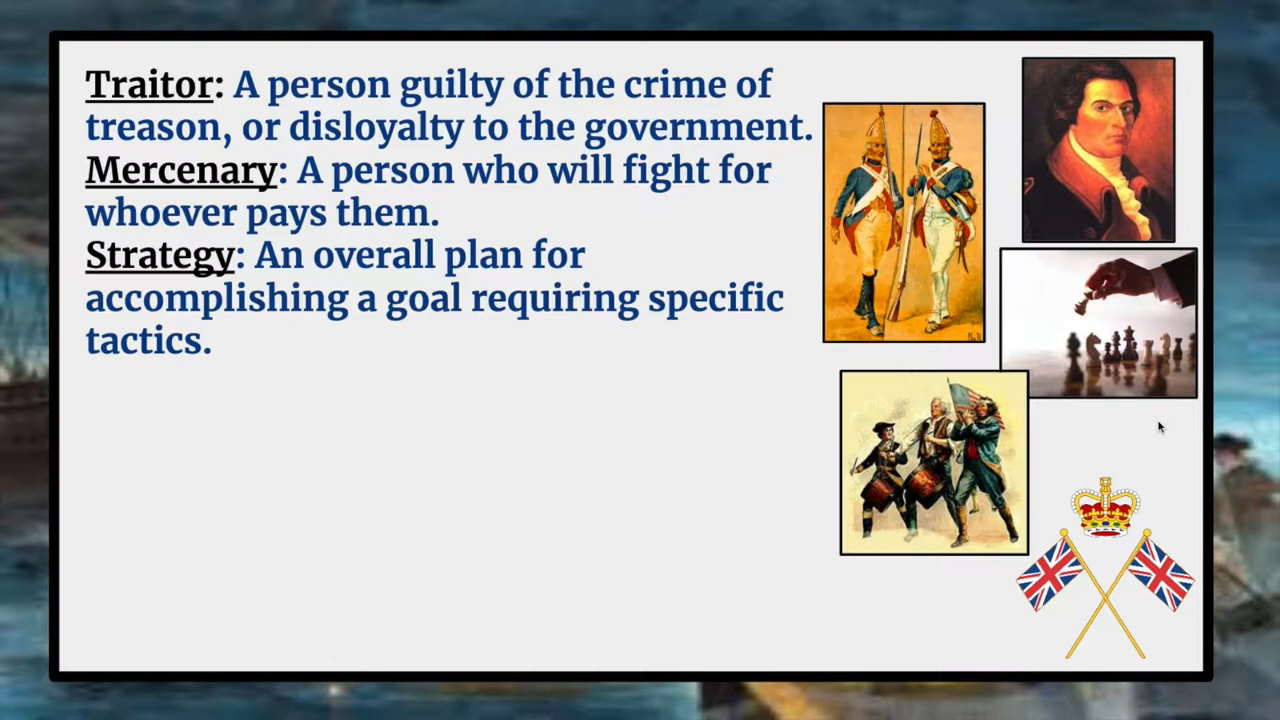 Traitor: A person guilty of the crime of
treason, or disloyalty to the government.
Mercenary: A person who will fight for
whoever pays them.
Strategy: An overall plan for
accomplishing a goal requiring specific
tactics.